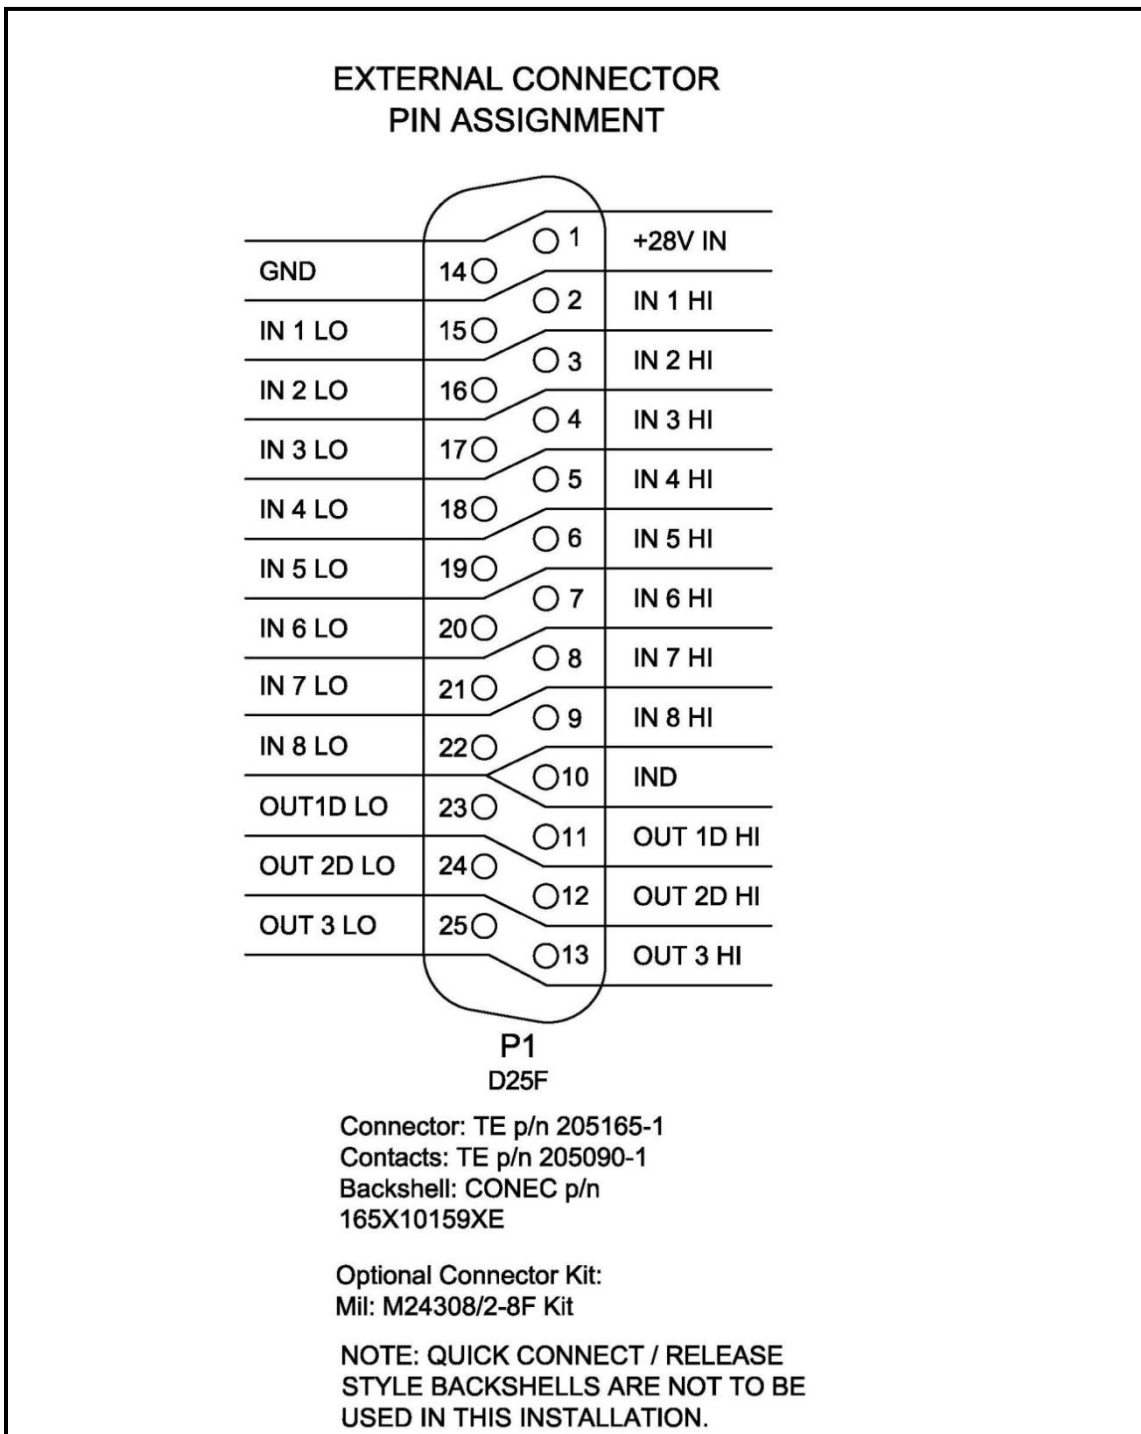 EXTERNAL CONNECTOR
PIN ASSIGNMENT
1 +28V IN
GND 14
2 IN 1 HI
IN 1 LO 15
3 IN 2 HI
IN 2 LO 16
4 IN 3 HI
IN 3 LO 17
5 IN 4 HI
IN 4 LO 18
6 IN 5 HI
IN 5 LO 19
7 IN 6 HI
IN 6 LO 20
8 IN 7 HI
IN 7 LO 21
9 IN 8 HI
IN 8 LO 22
10 IND
OUT1D LO 23
11 OUT 1D HI
OUT 2D LO 24
12 OUT 2D HI
OUT 3 LO 25
13 OUT 3 HI
P1
D25F
Connector: TE p/n 205165-1
Contacts: TE p/n 205090-1
Backshell: CONEC p/n
165X10159XE
Optional Connector Kit:
Mil: M24308/2-8F Kit
NOTE: QUICK CONNECT / RELEASE
STYLE BACKSHELLS ARE NOT TO BE
USED IN THIS INSTALLATION.